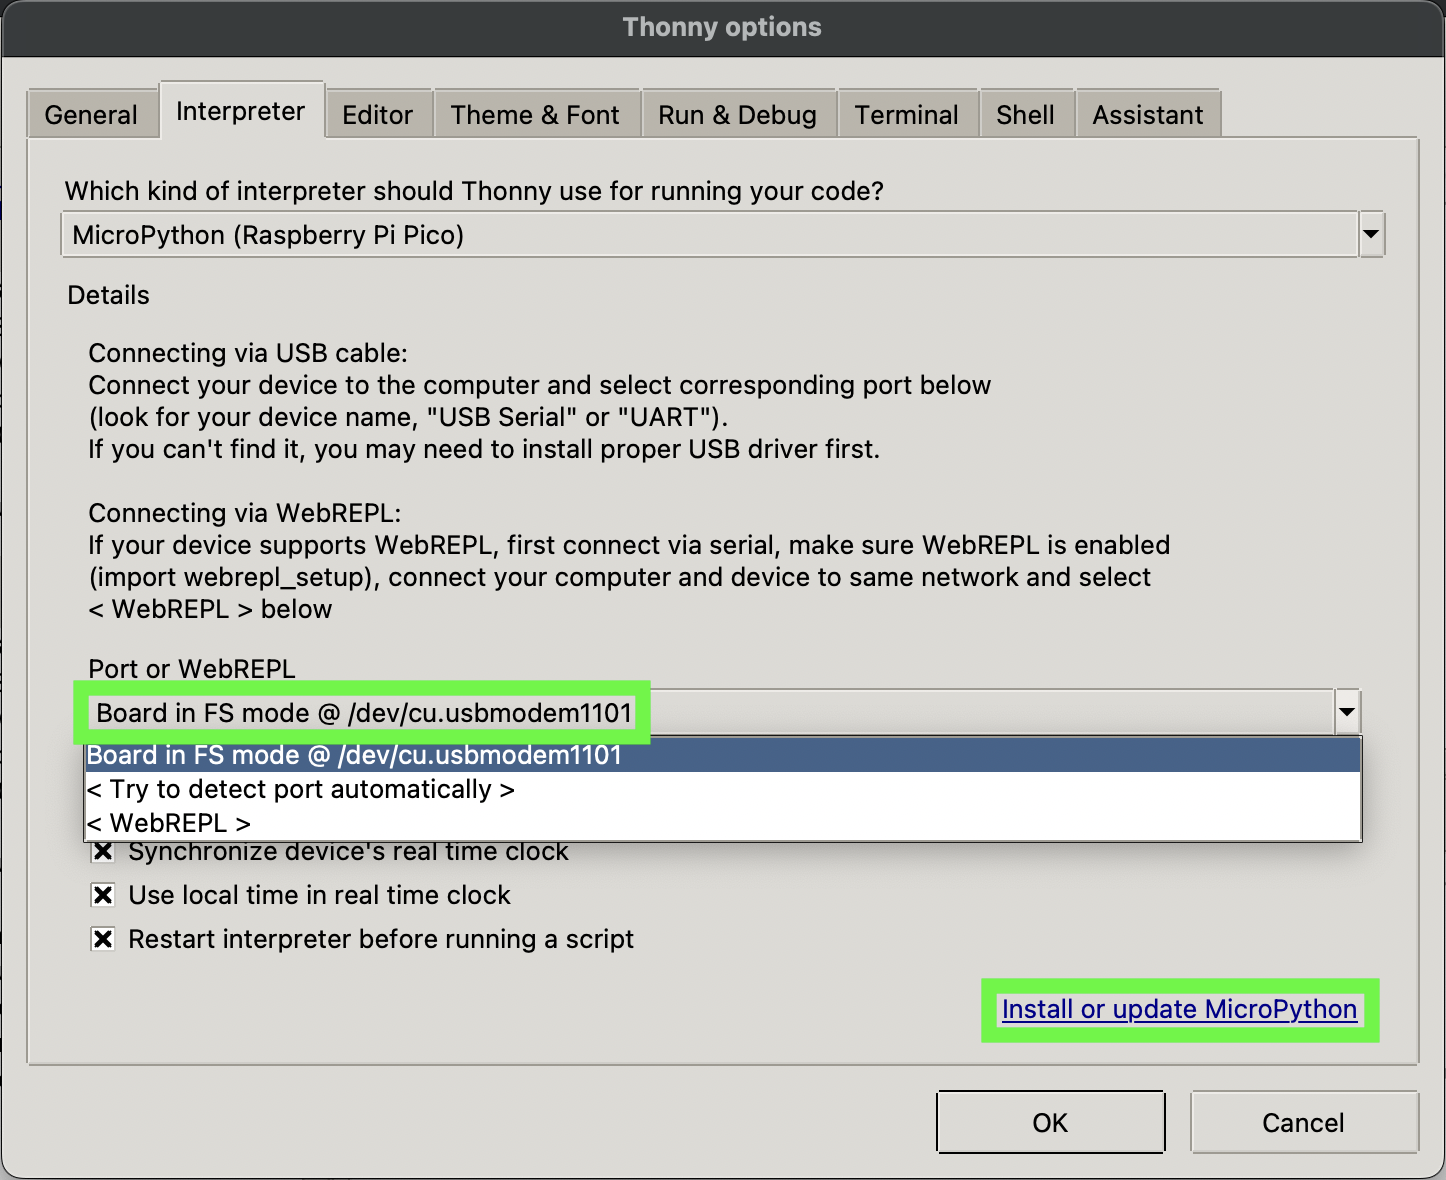 Thonny options
General Interpreter Editor Theme & Font Run & Debug Terminal Shell Assistant
Which kind of interpreter should Thonny use for running your code?
MicroPython (Raspberry Pi Pico)
Details
Connecting via USB cable:
Connect your device to the computer and select corresponding port below
(look for your device name, "USB Serial" or "UART").
If you can't find it, you may need to install proper USB driver first.
Connecting via WebREPL:
If your device supports WebREPL, first connect via serial, make sure WebREPL is enabled
(import webrepl_setup), connect your computer and device to same network and select
< WebREPL > below
Port or WebREPL
Board in FS mode @ /dev/cu.usbmodem1101
Board in FS mode @ /dev/cu.usbmodem1101
< Try to detect port automatically >
< WebREPL >
Synchronize device's real time clock
Use local time in real time clock
Restart interpreter before running a script
Install or update MicroPython
OK Cancel